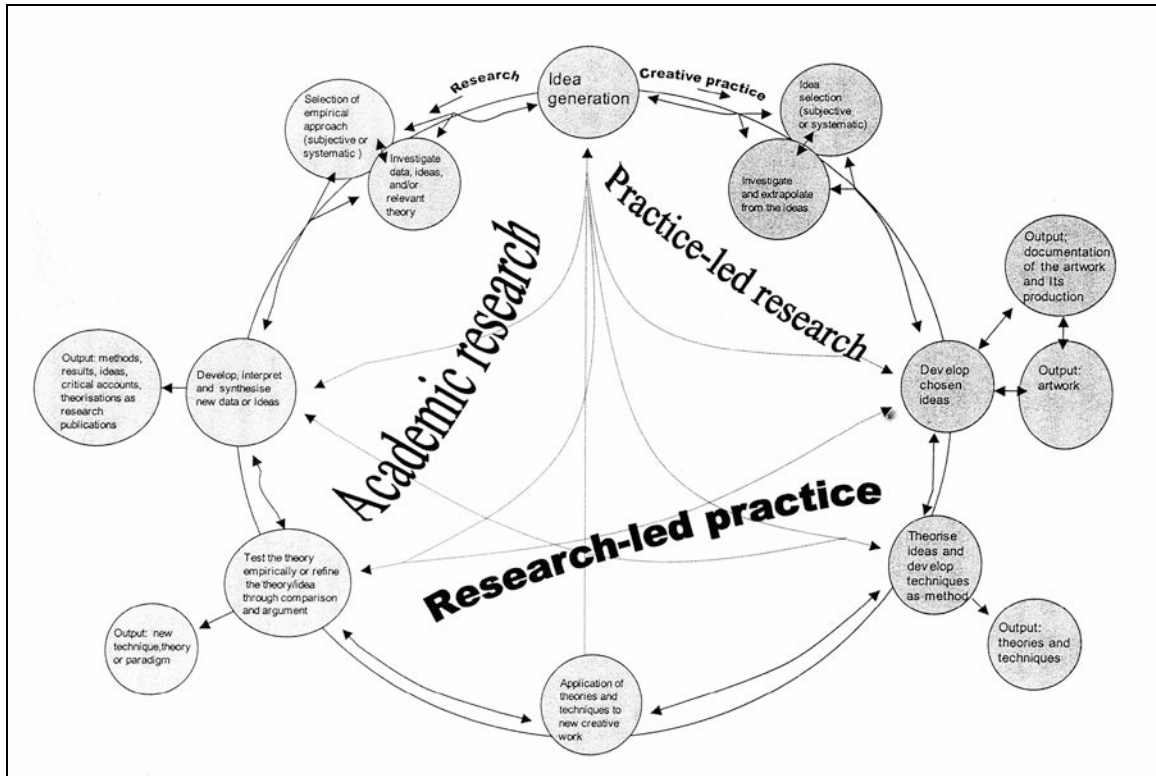 Idea
generation
Research
Creative practice
Selection of
empirical
approach
(subjective or
systematic )
Investigate
data, ideas,
and/or
relevant
theory
Idea
selection
(subjective
or systematic)
Investigate
and extrapolate
from the ideas
Academic research
Practice-led research
Research-led practice
Output;
documentation
of the artwork
and Its
production
Output:
artwork
Develop
chosen
ideas
Output: methods,
results, ideas,
critical accounts,
theorisations as
research
publications
Develop, interpret
and synthesise
new data or Ideas
Test the theory
empirically or refine
the theory/idea
through comparison
and argument
Output: new
technique,theory
or paradigm
Theorise
ideas and
develop
techniques
as method
Output:
theories and
techniques
Application of
theories and
techniques to
new creative
work